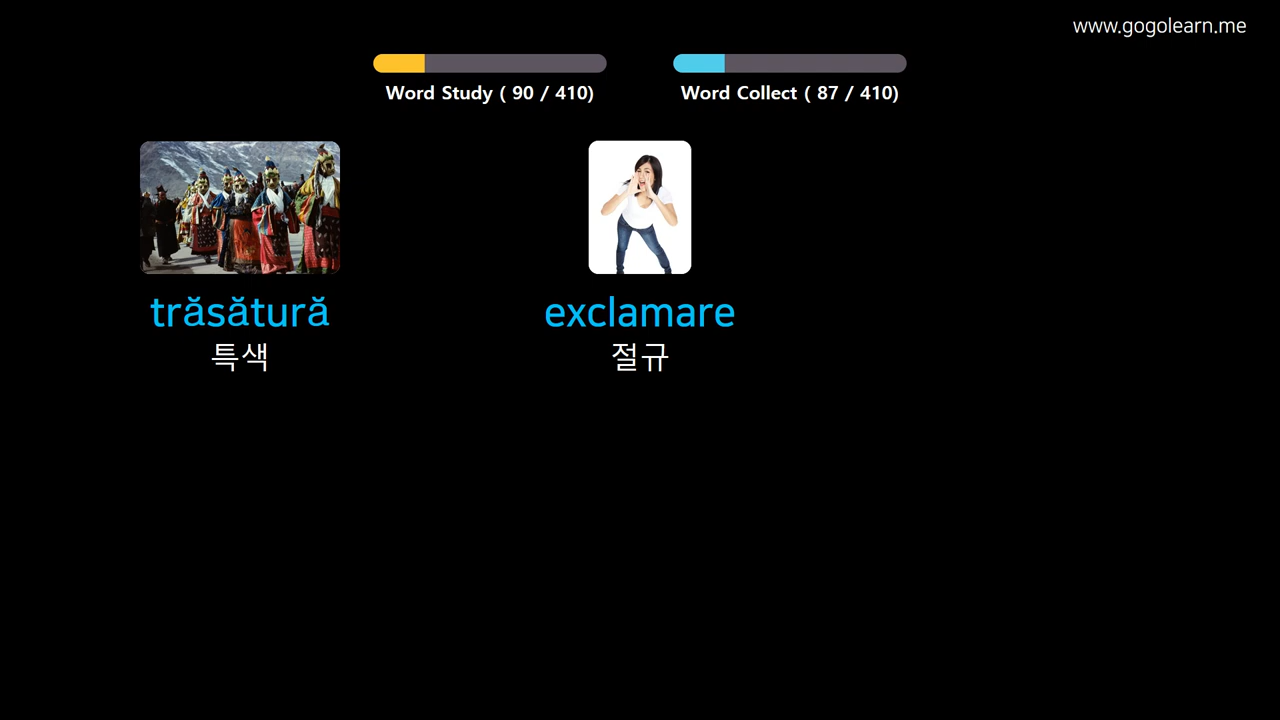 www.gogolearn.me
Word Study ( 90 / 410)
Word Collect ( 87 / 410)
trăsătură
특색
exclamare
절규